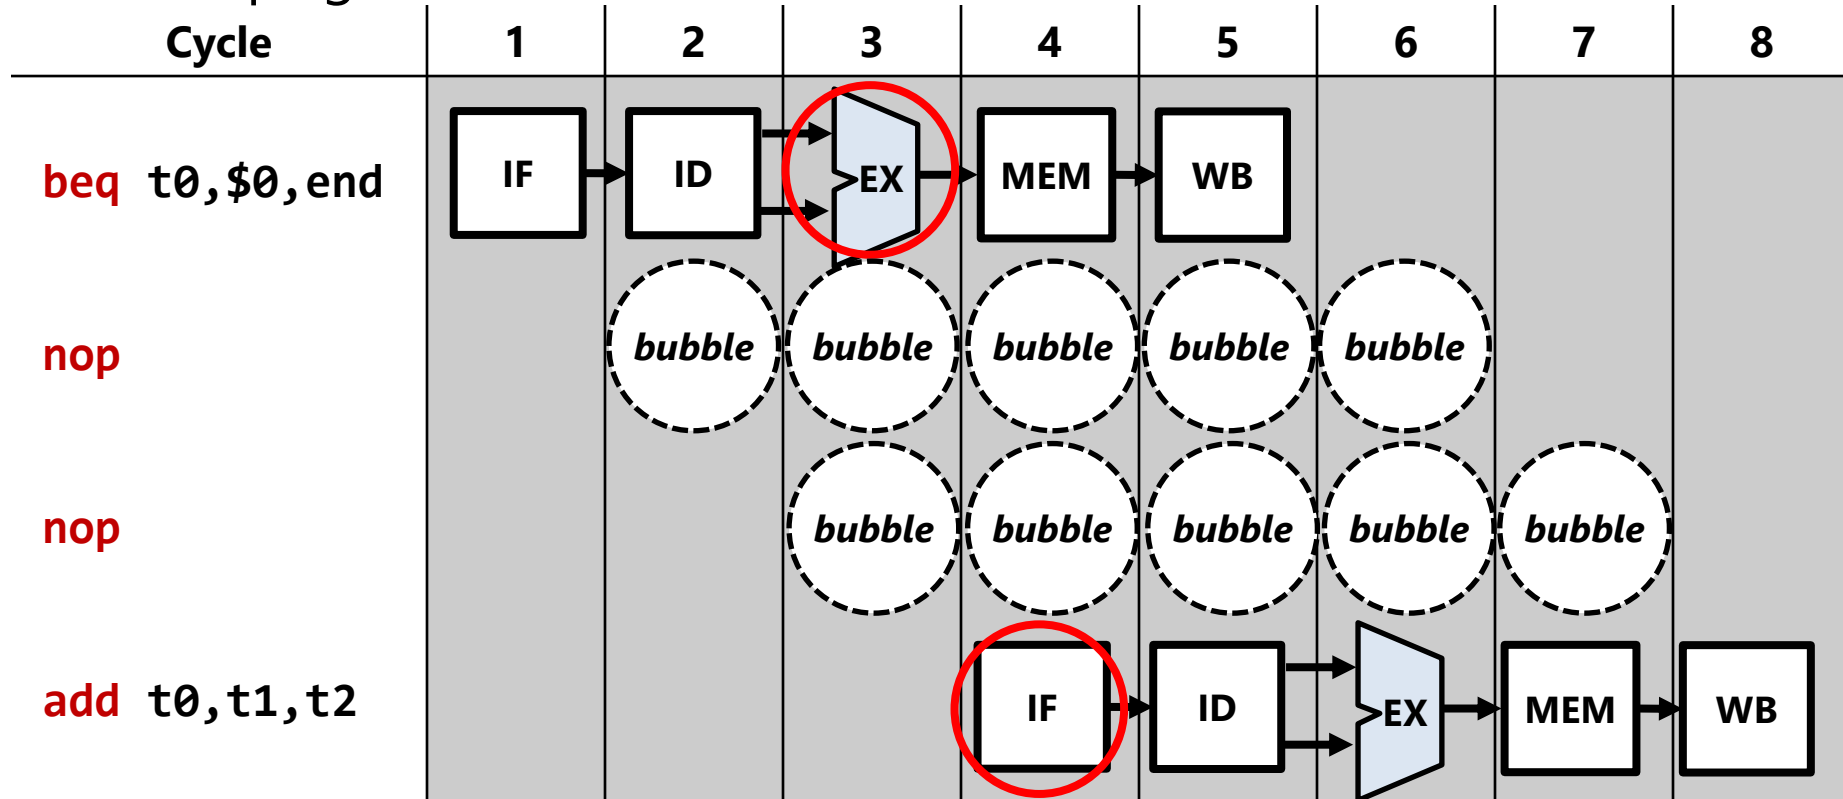 Cycle 1 2 3 4 5 6 7 8
beq t0,$0,end IF ID EX MEM WB
nop bubble bubble bubble bubble bubble
nop bubble bubble bubble bubble bubble
add t0,t1,t2 IF ID EX MEM WB